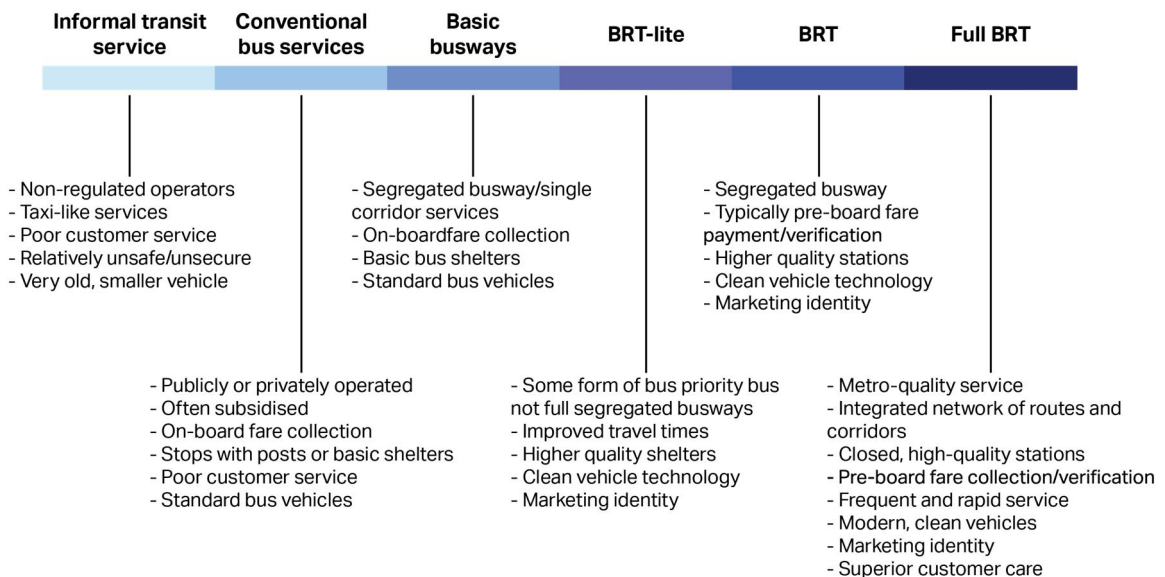 Informal transit
service
Conventional
bus services
Basic
busways
BRT-lite
BRT
Full BRT
- Non-regulated operators
- Taxi-like services
- Poor customer service
- Relatively unsafe/unsecure
- Very old, smaller vehicle
- Segregated busway/single
corridor services
- On-boardfare collection
- Basic bus shelters
- Standard bus vehicles
- Segregated busway
- Typically pre-board fare
payment/verification
- Higher quality stations
- Clean vehicle technology
- Marketing identity
- Publicly or privately operated
- Often subsidised
- On-board fare collection
- Stops with posts or basic shelters
- Poor customer service
- Standard bus vehicles
- Some form of bus priority bus
not full segregated busways
- Improved travel times
- Higher quality shelters
- Clean vehicle technology
- Marketing identity
- Metro-quality service
- Integrated network of routes and
corridors
- Closed, high-quality stations
- Pre-board fare collection/verification
- Frequent and rapid service
- Modern, clean vehicles
- Marketing identity
- Superior customer care